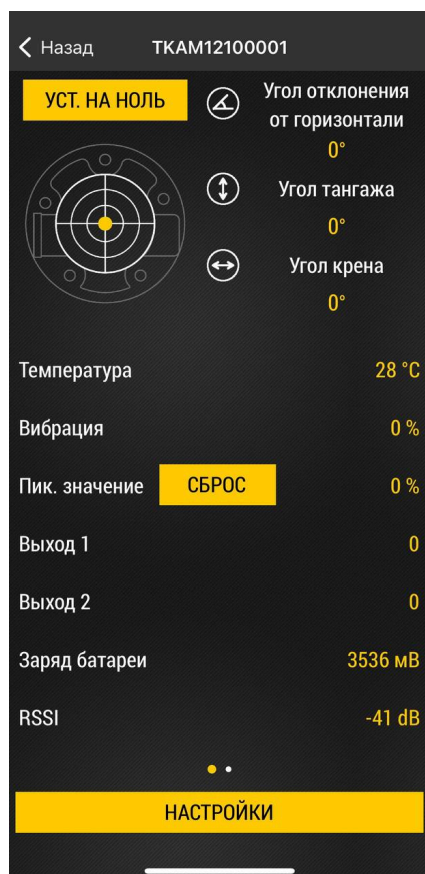 Назад TKAM12100001
УСТ. НА НОЛЬ
Угол отклонения
от горизонтали
0°
Угол тангажа
0°
Угол крена
0°
Температура 28 °C
Вибрация 0 %
Пик. значение СБРОС 0 %
Выход 1 0
Выход 2 0
Заряд батареи 3536 мВ
RSSI -41 dB
НАСТРОЙКИ